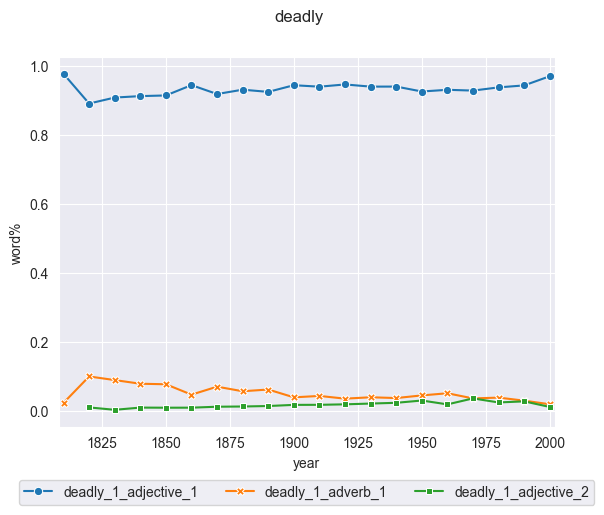 deadly
1.0
0.8
0.6
0.4
0.2
0.0
word%
1825 1850 1875 1900 1925 1950 1975 2000
year
deadly_1_adjective_1 deadly_1_adverb_1 deadly_1_adjective_2